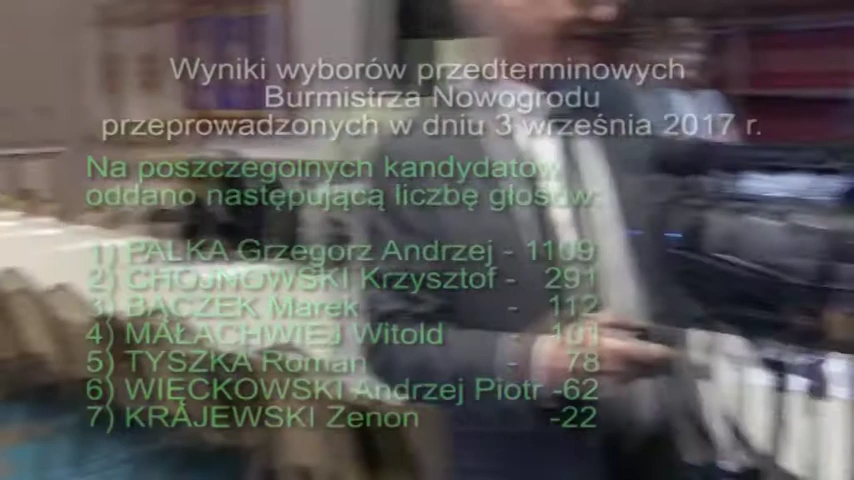 Wyniki wyborów przedterminowych
Burmistrza Nowogrodu
przeprowadzonych w dniu 3 września 2017 r.
Na poszczególnych kandydatów
oddano następującą liczbę głosów:
1) PALKA Grzegorz Andrzej - 1109
2) CHOJNOWSKI Krzysztof - 291
3) BĄCZEK Marek - 112
4) MAŁACHWIEJ Witold - 101
5) TYSZKA Roman - 78
6) WIĘCKOWSKI Andrzej Piotr -62
7) KRAJEWSKI Zenon -22